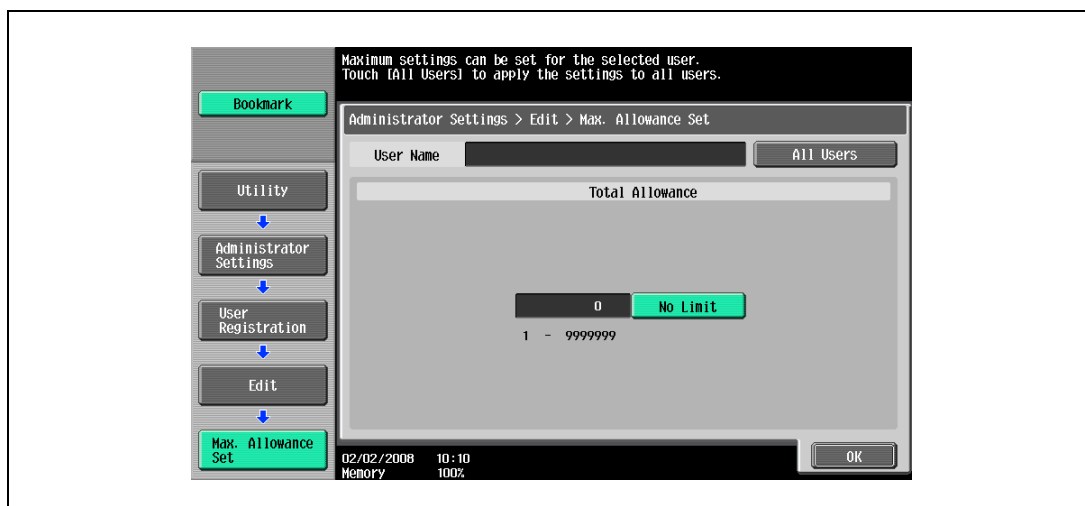 Maximum settings can be set for the selected user.
Touch [All Users] to apply the settings to all users.
Bookmark
Administrator Settings > Edit > Max. Allowance Set
User Name
All Users
Utility
Total Allowance
Administrator
Settings
0
No Limit
User
Registration
1 - 9999999
Edit
Max. Allowance
Set
02/02/2008 10:10
Memory 100%
OK